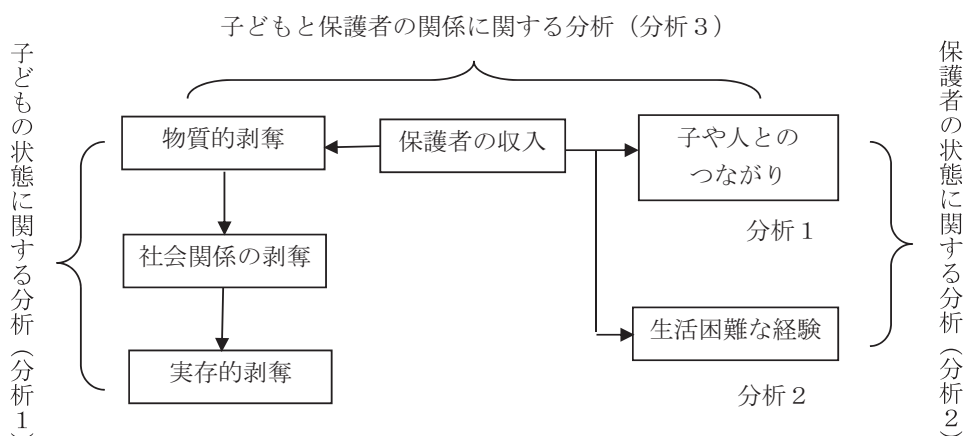 子どもと保護者の関係に関する分析（分析３）
子どもの状態に関する分析（分析１）
保護者の状態に関する分析（分析２）
物質的剥奪
保護者の収入
子や人との
つながり
分析１
社会関係の剥奪
生活困難な経験
実存的剥奪
分析２